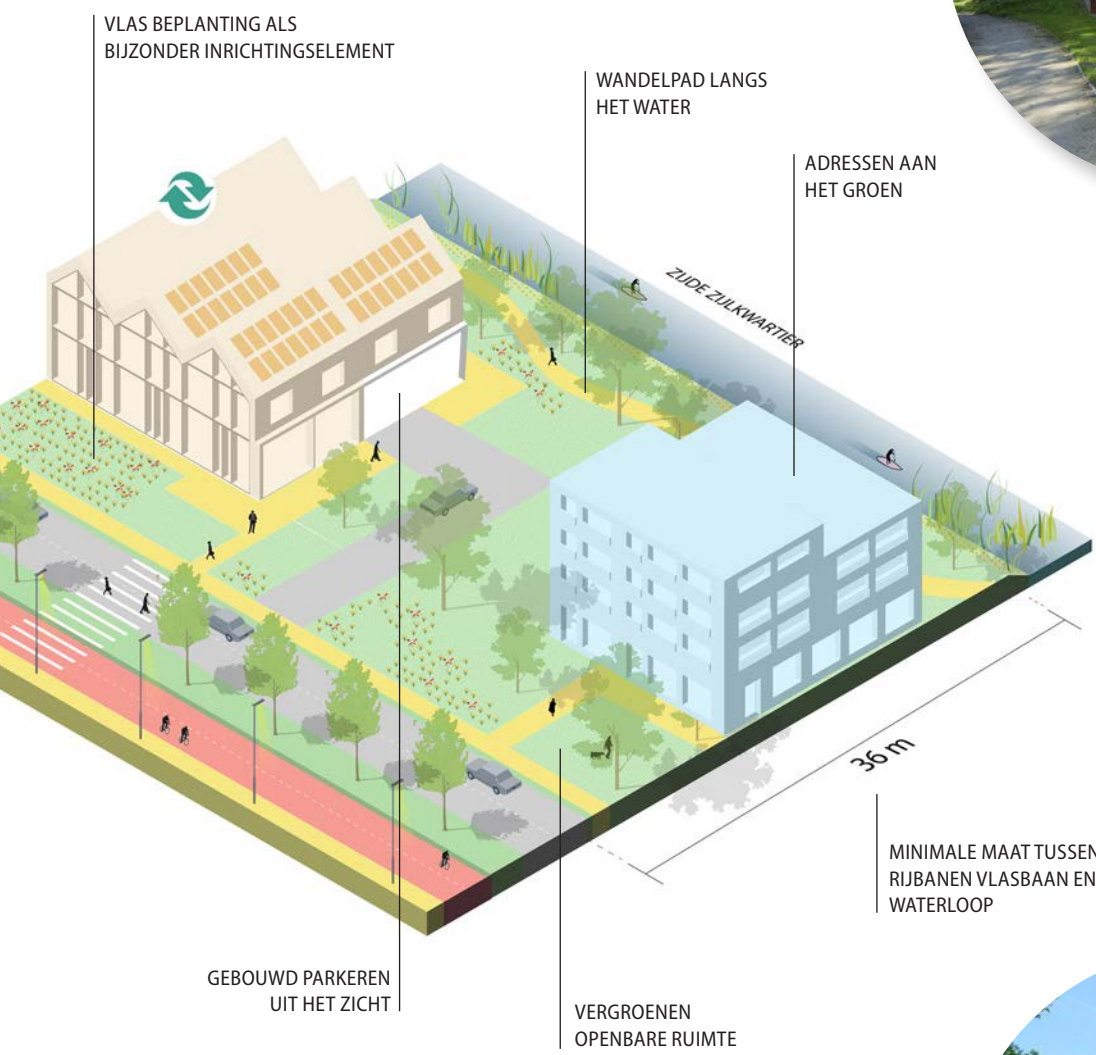 VLAS BEPLANTING ALS
BIJZONDER INRICHTINGSELEMENT
WANDELPAD LANGS
HET WATER
ADRESSEN AAN
HET GROEN
ZIJDE ZIJLKWARTIER
36 m
MINIMALE MAAT TUSSEN
RIJBANEN VLASBAAN EN
WATERLOOP
GEBOUWD PARKEREN
UIT HET ZICHT
VERGROENEN
OPENBARE RUIMTE